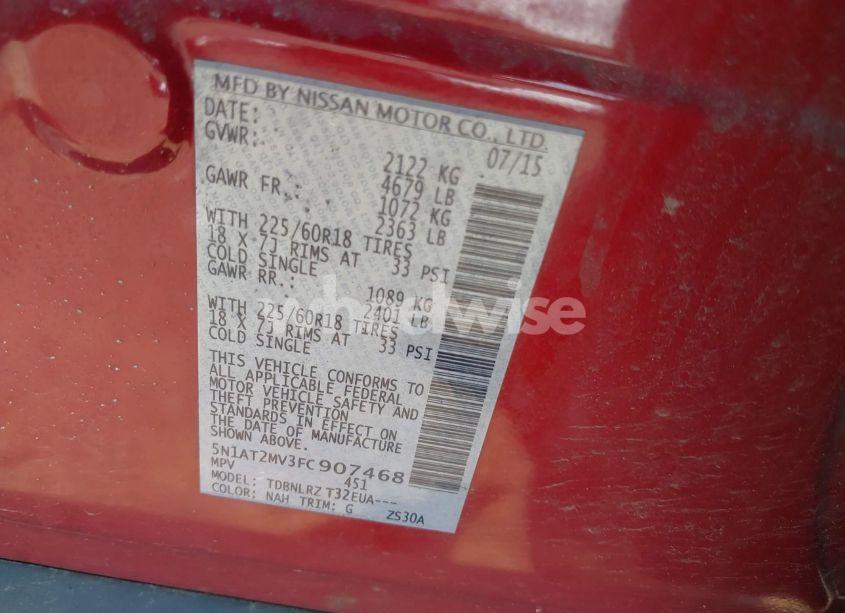 MFD BY NISSAN MOTOR CO., LTD.
DATE: 07/15
GVWR: 2122 KG
4679 LB
GAWR FR.: 1072 KG
2363 LB
WITH 225/60R18 TIRES
18 X 7J RIMS AT 33 PSI
COLD SINGLE
GAWR RR.: 1089 KG
2401 LB
WITH 225/60R18 TIRES
18 X 7J RIMS AT 33 PSI
COLD SINGLE
THIS VEHICLE CONFORMS TO
ALL APPLICABLE FEDERAL
MOTOR VEHICLE SAFETY AND
THEFT PREVENTION
STANDARDS IN EFFECT ON
THE DATE OF MANUFACTURE
SHOWN ABOVE.
5N1AT2MV3FC907468
MPV 451
MODEL: TDBNLRZ T32EUA---
COLOR: NAH TRIM: G ZS30A
wheelwise